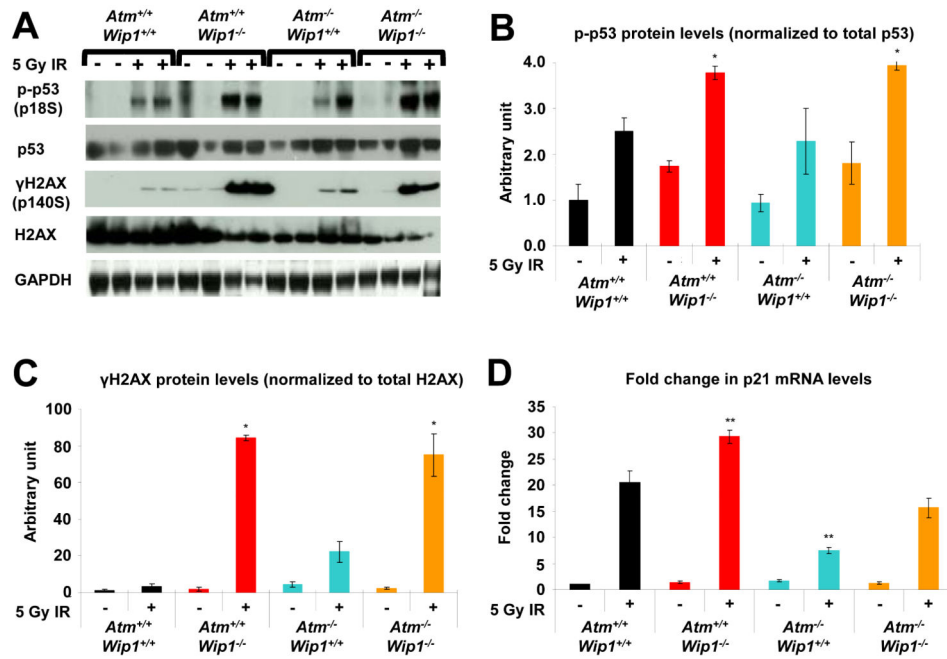 A
Atm+/+ Atm+/+ Atm-/- Atm-/-
Wip1+/+ Wip1-/- Wip1+/+ Wip1-/-
5 Gy IR - - + + - - + + - - + + - - + +
p-p53
(p18S)
p53
γH2AX
(p140S)
H2AX
GAPDH
B
p-p53 protein levels (normalized to total p53)
Arbitrary unit
4.0
3.0
2.0
1.0
0.0
* *
5 Gy IR - + - + - + - +
Atm+/+ Atm+/+ Atm-/- Atm-/-
Wip1+/+ Wip1-/- Wip1+/+ Wip1-/-
C
γH2AX protein levels (normalized to total H2AX)
Arbitrary unit
100
80
60
40
20
0
* *
5 Gy IR - + - + - + - +
Atm+/+ Atm+/+ Atm-/- Atm-/-
Wip1+/+ Wip1-/- Wip1+/+ Wip1-/-
D
Fold change in p21 mRNA levels
Fold change
35
30
25
20
15
10
5
0
** **
5 Gy IR - + - + - + - +
Atm+/+ Atm+/+ Atm-/- Atm-/-
Wip1+/+ Wip1-/- Wip1+/+ Wip1-/-